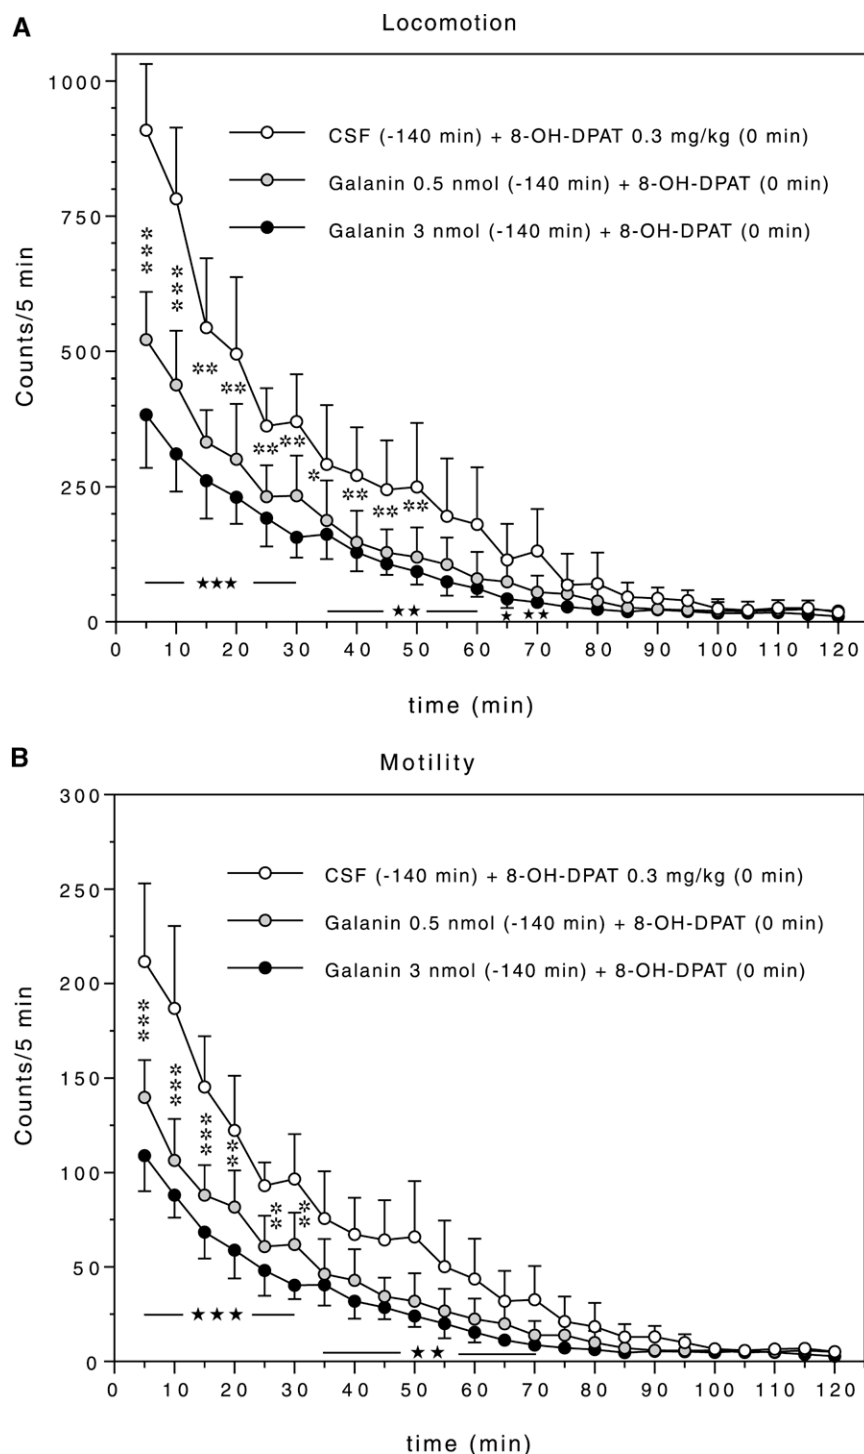 A
Locomotion
1000
750
500
250
0
Counts/5 min
CSF (-140 min) + 8-OH-DPAT 0.3 mg/kg (0 min)
Galanin 0.5 nmol (-140 min) + 8-OH-DPAT (0 min)
Galanin 3 nmol (-140 min) + 8-OH-DPAT (0 min)
✲✲✲
✲✲✲
✲✲
✲✲
✲✲
✲✲
✲
✲✲
✲✲
✲✲
★★★
★★
★
★★
0 10 20 30 40 50 60 70 80 90 100 110 120
time (min)
B
Motility
300
250
200
150
100
50
0
Counts/5 min
CSF (-140 min) + 8-OH-DPAT 0.3 mg/kg (0 min)
Galanin 0.5 nmol (-140 min) + 8-OH-DPAT (0 min)
Galanin 3 nmol (-140 min) + 8-OH-DPAT (0 min)
✲✲✲
✲✲✲
✲✲✲
✲✲
✲✲
✲✲
★★★
★★
0 10 20 30 40 50 60 70 80 90 100 110 120
time (min)